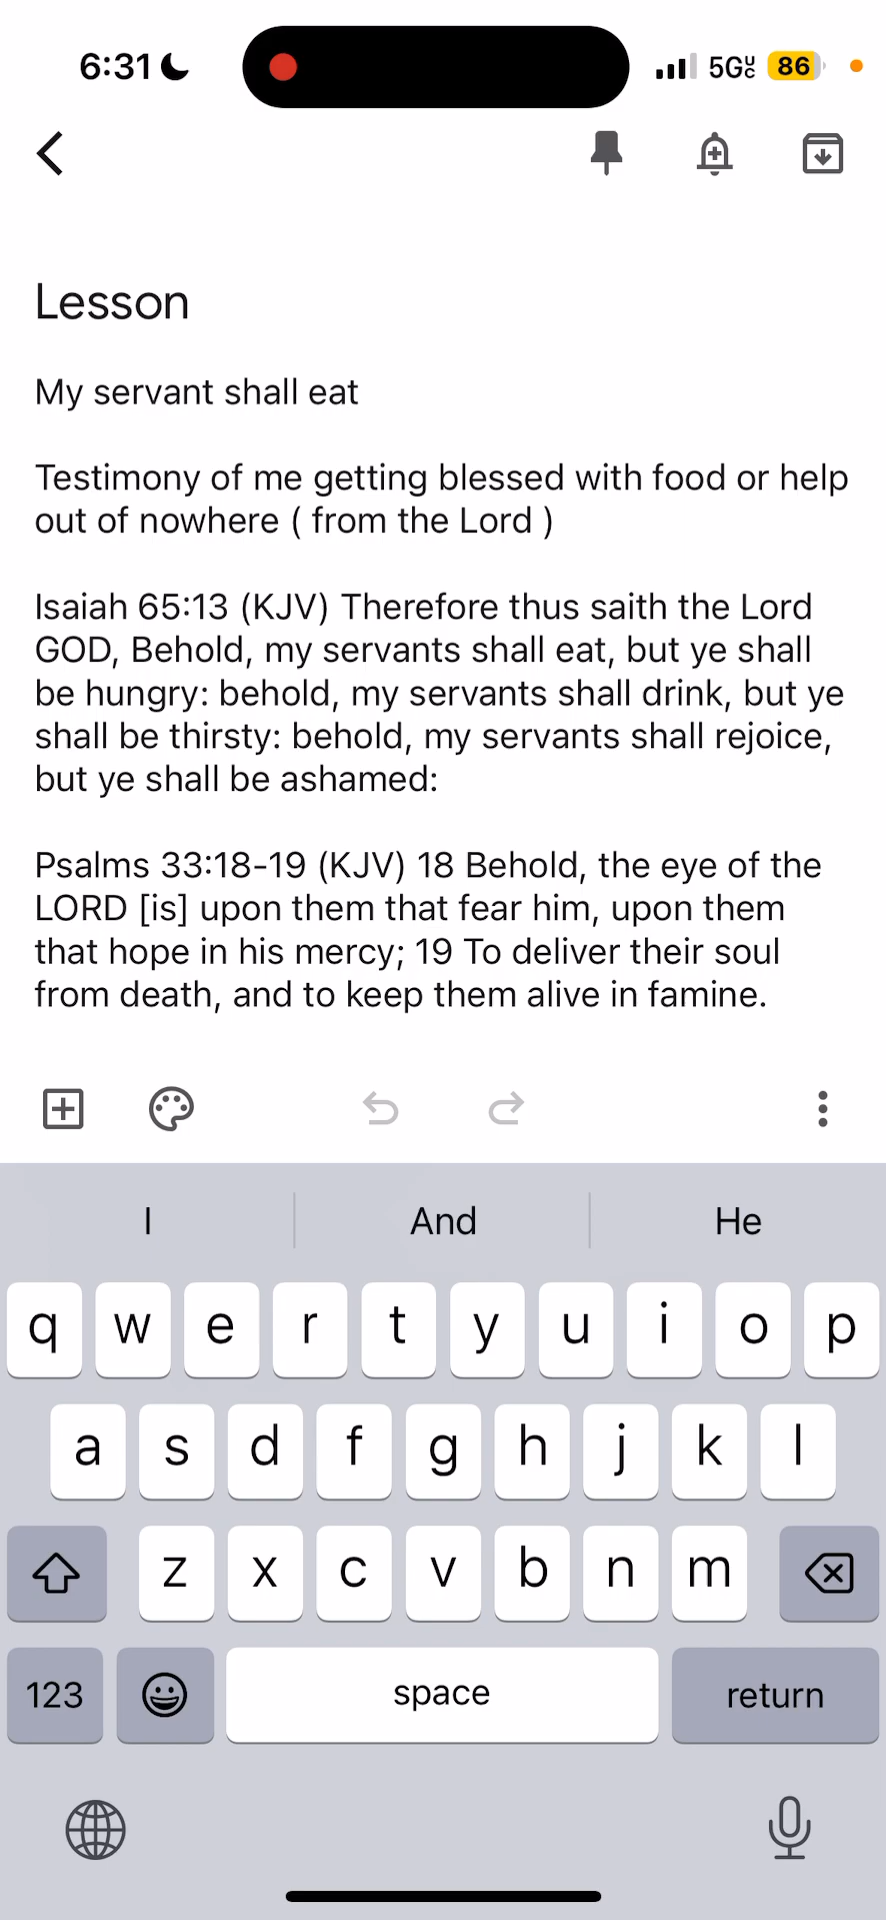 6:31
5GUC
86
Lesson
My servant shall eat
Testimony of me getting blessed with food or help
out of nowhere ( from the Lord )
Isaiah 65:13 (KJV) Therefore thus saith the Lord
GOD, Behold, my servants shall eat, but ye shall
be hungry: behold, my servants shall drink, but ye
shall be thirsty: behold, my servants shall rejoice,
but ye shall be ashamed:
Psalms 33:18-19 (KJV) 18 Behold, the eye of the
LORD [is] upon them that fear him, upon them
that hope in his mercy; 19 To deliver their soul
from death, and to keep them alive in famine.
I And He
q w e r t y u i o p
a s d f g h j k l
z x c v b n m
123 space return